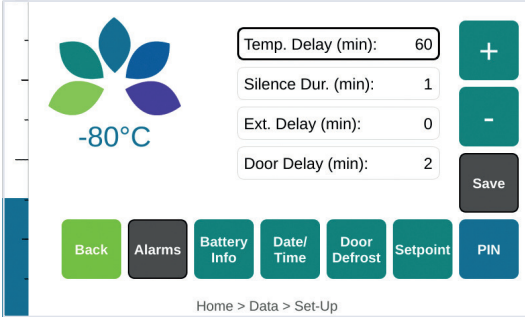 Temp. Delay (min): 60
+
Silence Dur. (min): 1
Ext. Delay (min): 0
-
-80°C
Door Delay (min): 2
Save
Back
Alarms
Battery
Info
Date/
Time
Door
Defrost
Setpoint
PIN
Home > Data > Set-Up